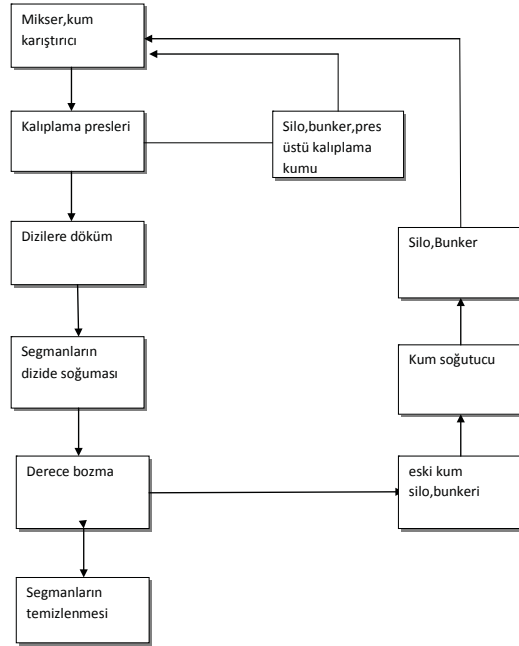 Mikser,kum
karıştırıcı
Kalıplama presleri
Silo,bunker,pres
üstü kalıplama
kumu
Dizilere döküm
Silo,Bunker
Segmanların
dizide soğuması
Kum soğutucu
Derece bozma
eski kum
silo,bunkeri
Segmanların
temizlenmesi